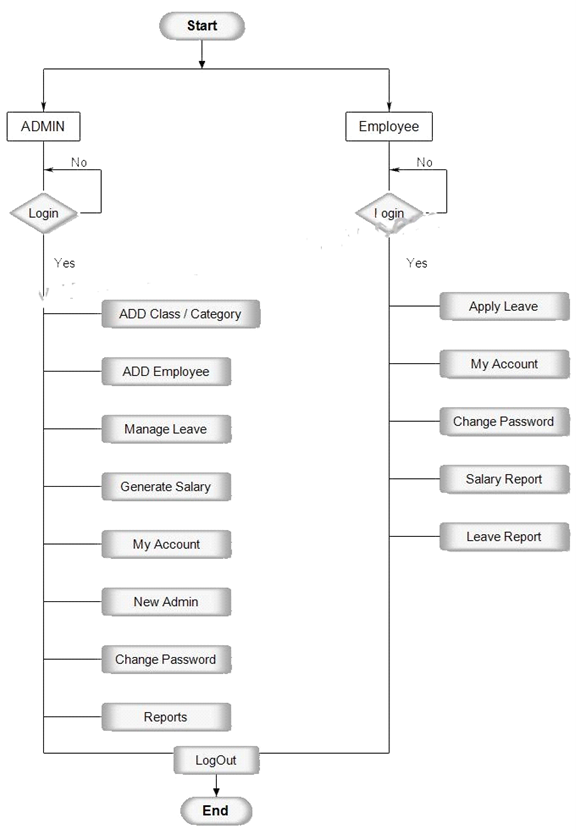 Start
ADMIN
Employee
No
No
Login
Login
Yes
Yes
ADD Class / Category
Apply Leave
ADD Employee
My Account
Manage Leave
Change Password
Generate Salary
Salary Report
My Account
Leave Report
New Admin
Change Password
Reports
LogOut
End